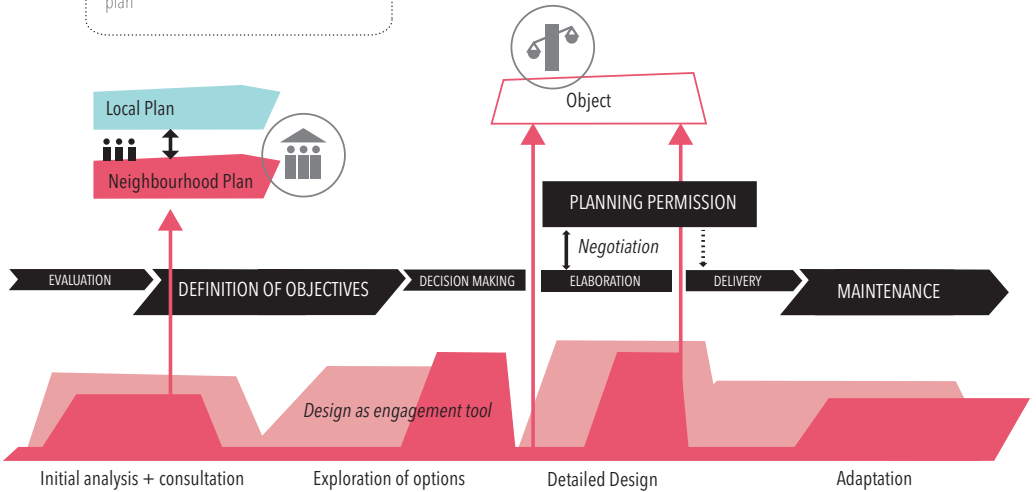 plan
Local Plan
Neighbourhood Plan
Object
PLANNING PERMISSION
Negotiation
EVALUATION
DEFINITION OF OBJECTIVES
DECISION MAKING
ELABORATION
DELIVERY
MAINTENANCE
Design as engagement tool
Initial analysis + consultation
Exploration of options
Detailed Design
Adaptation